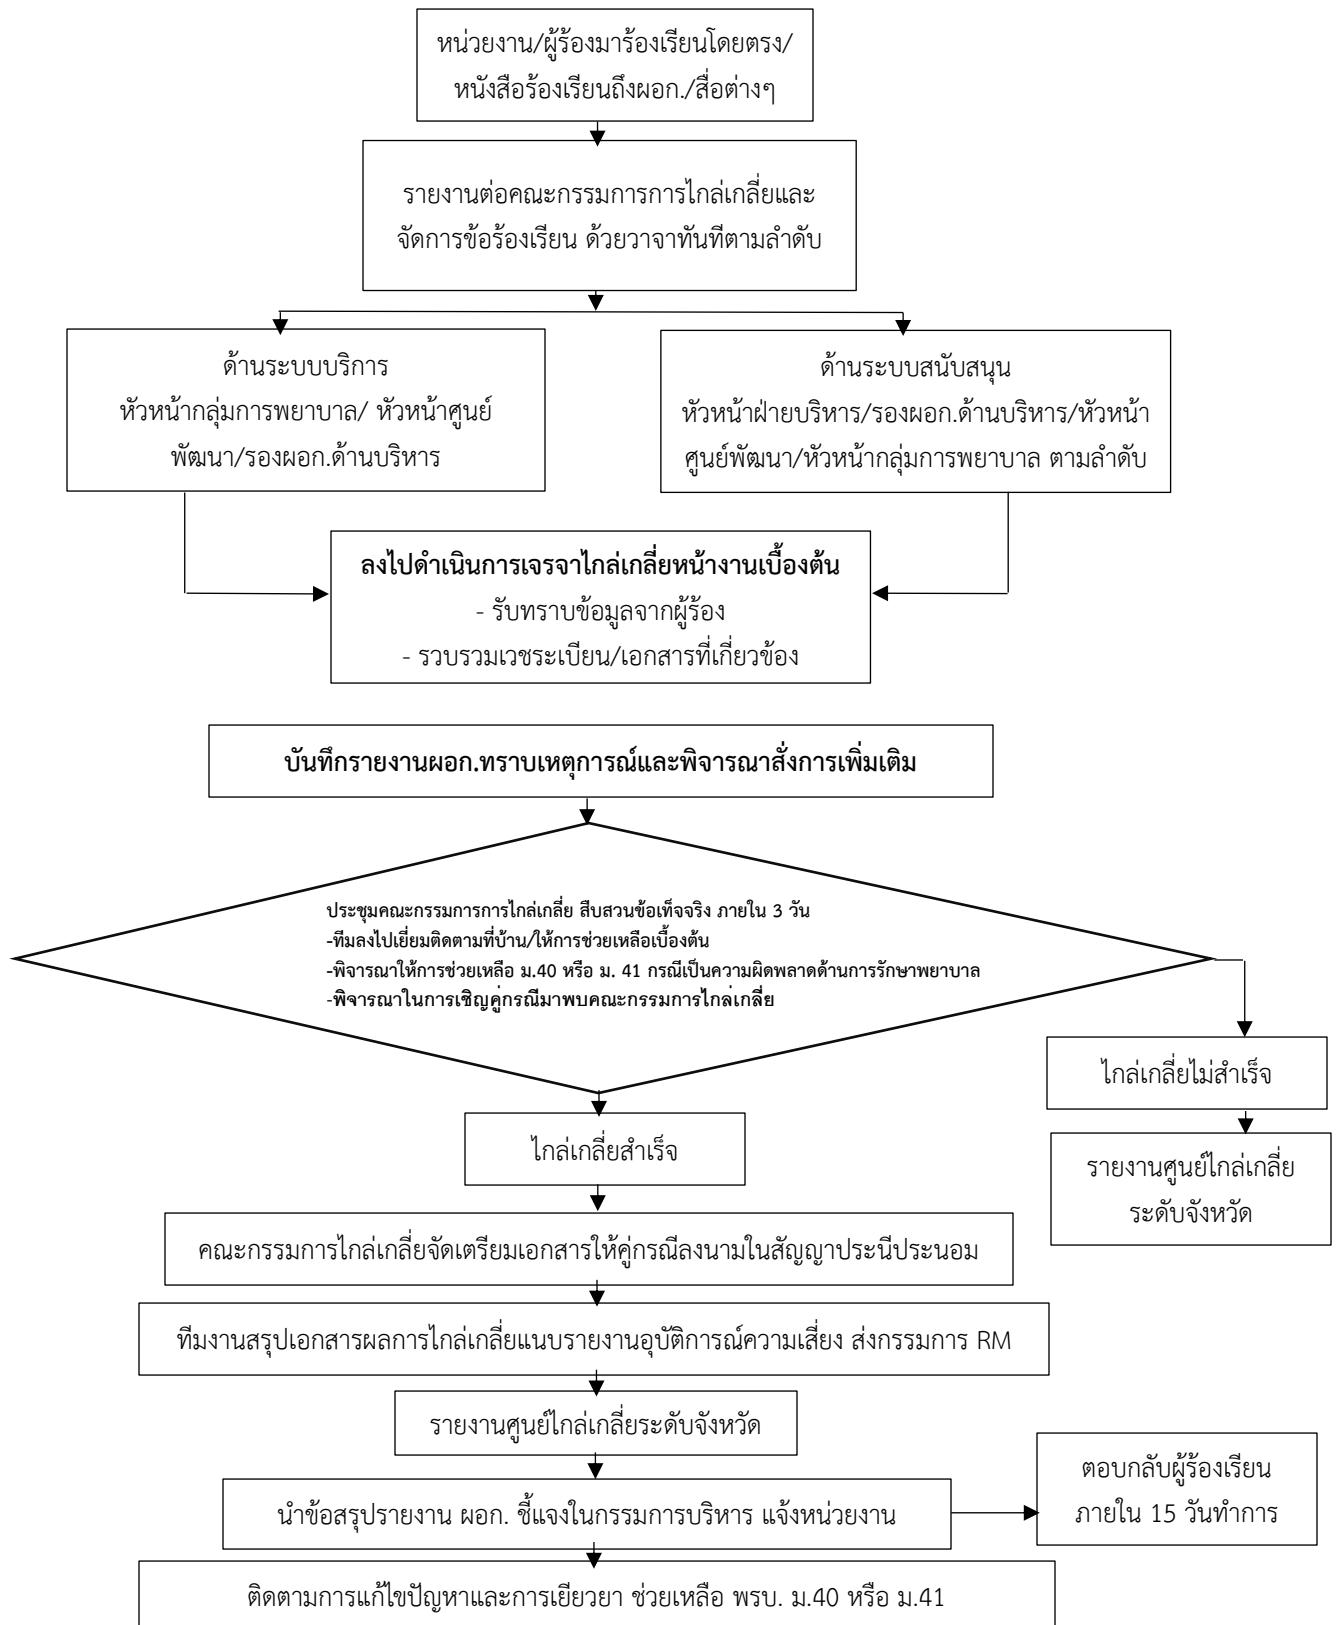 หน่วยงาน/ผู้ร้องมาร้องเรียนโดยตรง/
หนังสือร้องเรียนถึงผอก./สื่อต่างๆ
รายงานต่อคณะกรรมการการไกล่เกลี่ยและ
จัดการข้อร้องเรียน ด้วยวาจาทันทีตามลำดับ
ด้านระบบบริการ
หัวหน้ากลุ่มการพยาบาล/ หัวหน้าศูนย์
พัฒนา/รองผอก.ด้านบริหาร
ด้านระบบสนับสนุน
หัวหน้าฝ่ายบริหาร/รองผอก.ด้านบริหาร/หัวหน้า
ศูนย์พัฒนา/หัวหน้ากลุ่มการพยาบาล ตามลำดับ
ลงไปดำเนินการเจรจาไกล่เกลี่ยหน้างานเบื้องต้น
- รับทราบข้อมูลจากผู้ร้อง
- รวบรวมเวชระเบียน/เอกสารที่เกี่ยวข้อง
บันทึกรายงานผอก.ทราบเหตุการณ์และพิจารณาสั่งการเพิ่มเติม
ประชุมคณะกรรมการการไกล่เกลี่ย สืบสวนข้อเท็จจริง ภายใน 3 วัน
-ทีมลงไปเยี่ยมติดตามที่บ้าน/ให้การช่วยเหลือเบื้องต้น
-พิจารณาให้การช่วยเหลือ ม.40 หรือ ม. 41 กรณีเป็นความผิดพลาดด้านการรักษาพยาบาล
-พิจารณาในการเชิญคู่กรณีมาพบคณะกรรมการไกล่เกลี่ย
ไกล่เกลี่ยไม่สำเร็จ
รายงานศูนย์ไกล่เกลี่ย
ระดับจังหวัด
ไกล่เกลี่ยสำเร็จ
คณะกรรมการไกล่เกลี่ยจัดเตรียมเอกสารให้คู่กรณีลงนามในสัญญาประนีประนอม
ทีมงานสรุปเอกสารผลการไกล่เกลี่ยแนบรายงานอุบัติการณ์ความเสี่ยง ส่งกรรมการ RM
รายงานศูนย์ไกล่เกลี่ยระดับจังหวัด
นำข้อสรุปรายงาน ผอก. ชี้แจงในกรรมการบริหาร แจ้งหน่วยงาน
ตอบกลับผู้ร้องเรียน
ภายใน 15 วันทำการ
ติดตามการแก้ไขปัญหาและการเยียวยา ช่วยเหลือ พรบ. ม.40 หรือ ม.41